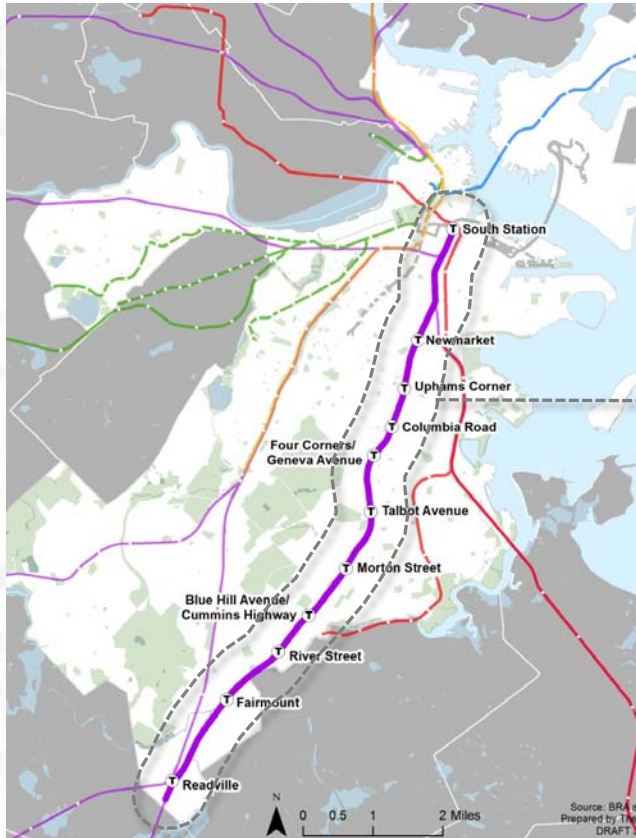 T South Station
T Newmarket
T Uphams Corner
T Columbia Road
Four Corners/
Geneva Avenue T
T Talbot Avenue
T Morton Street
Blue Hill Avenue/
Cummins Highway T
T River Street
T Fairmount
T Readville
N
0 0.5 1 2 Miles
Source: BRA
Prepared by
DRAFT